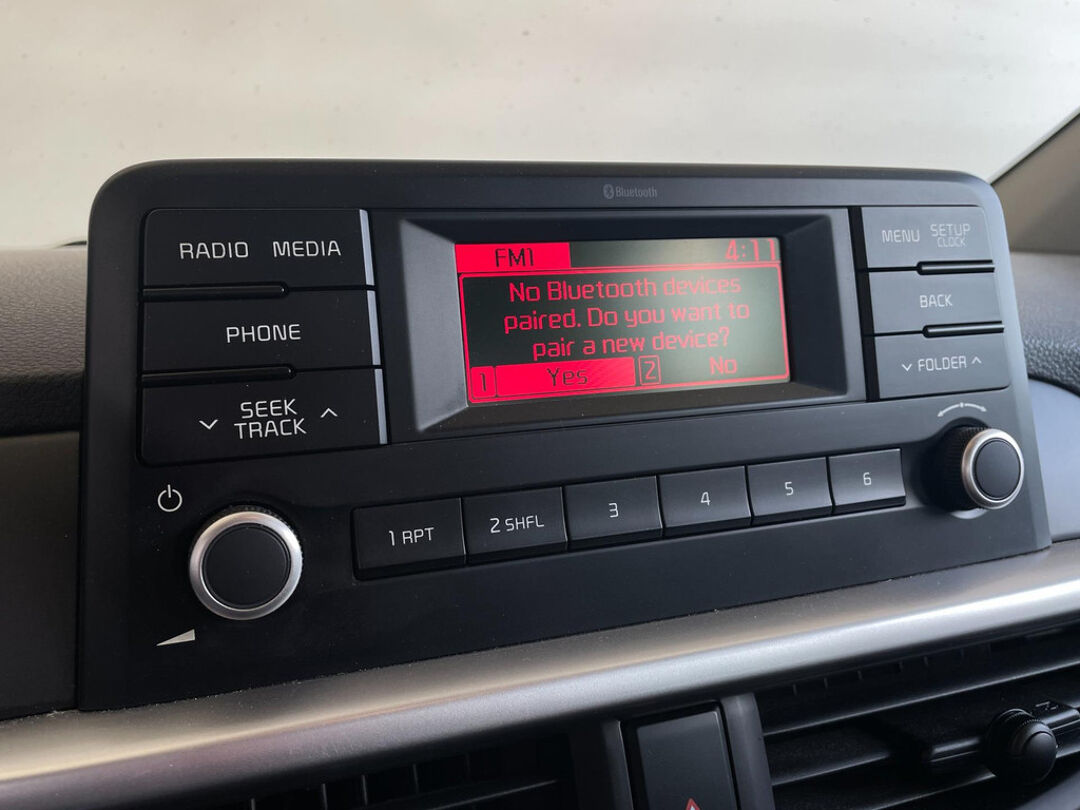 Bluetooth
RADIO MEDIA
PHONE
SEEK
TRACK
FM1 4:11
No Bluetooth devices
paired. Do you want to
pair a new device?
1 Yes 2 No
MENU SETUP
CLOCK
BACK
FOLDER
1 RPT 2 SHFL 3 4 5 6